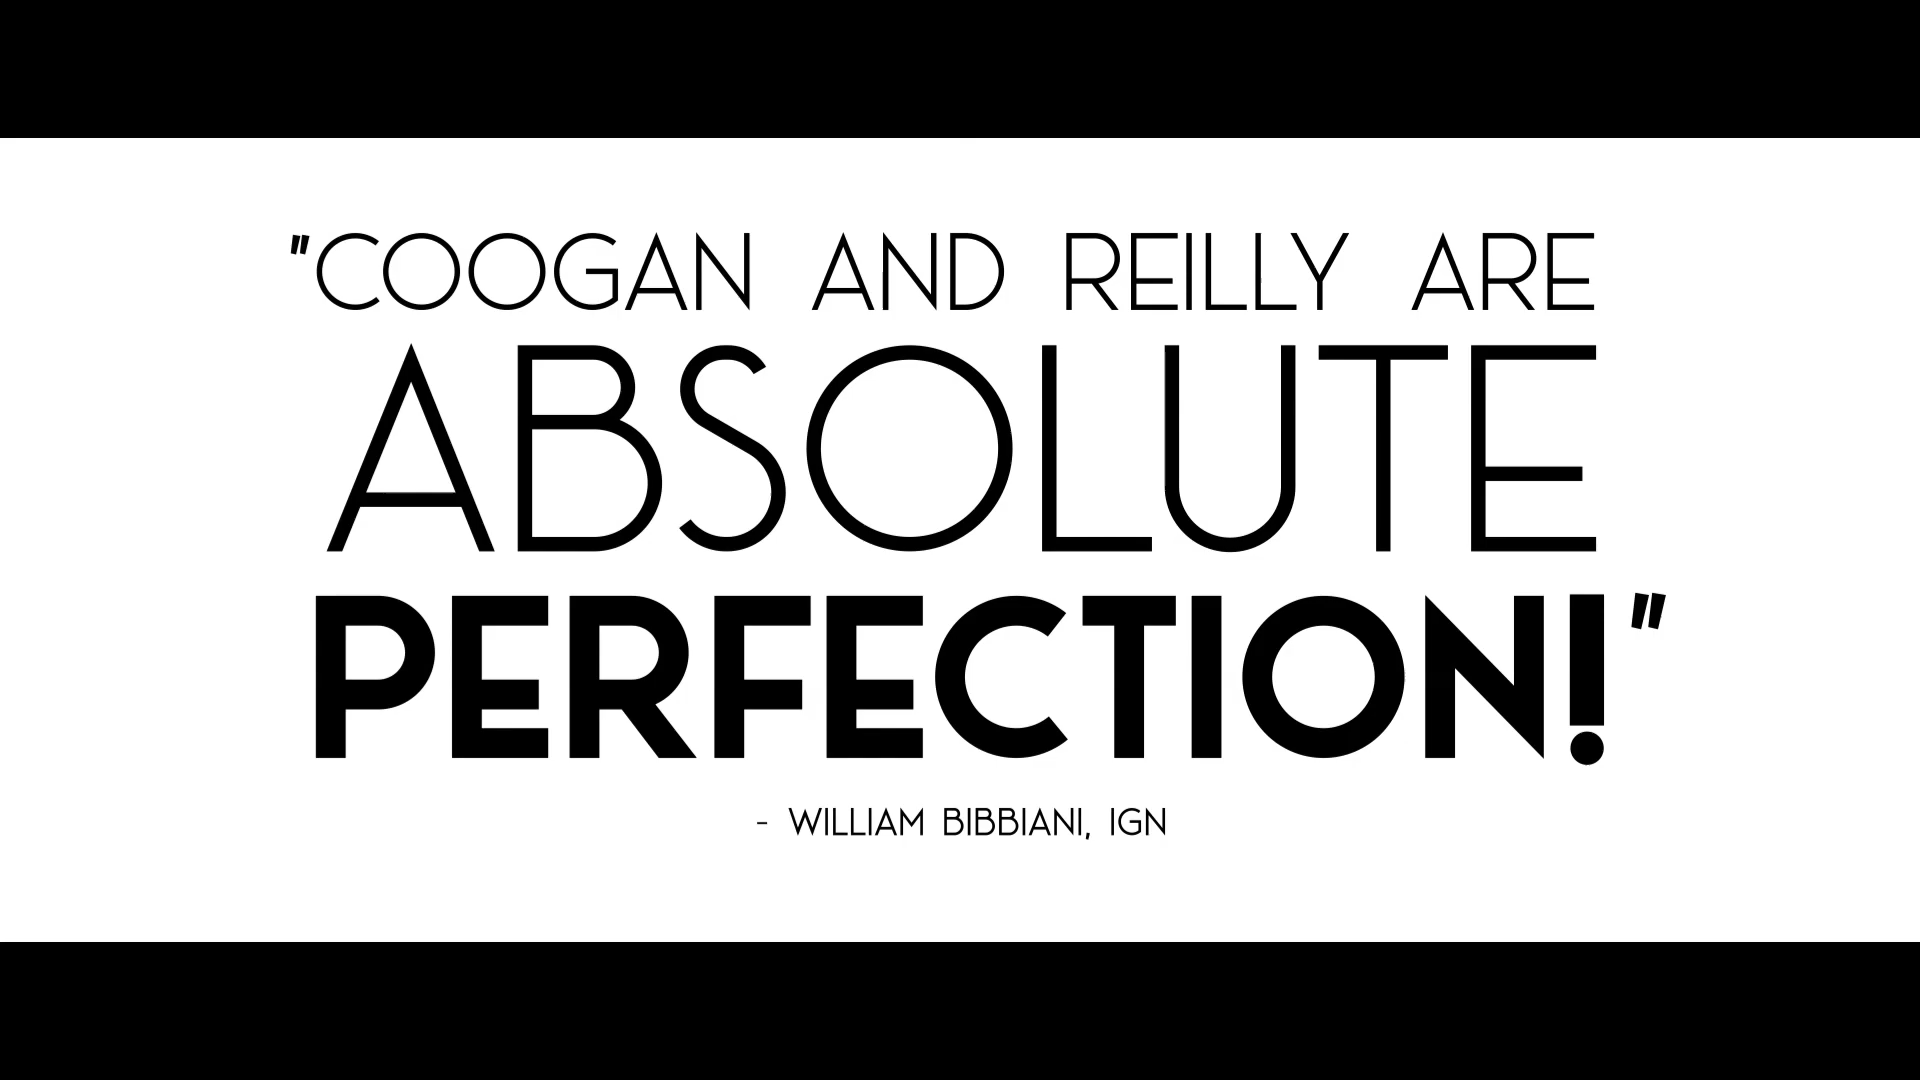 "COOGAN AND REILLY ARE
ABSOLUTE
PERFECTION!"
- WILLIAM BIBBIANI, IGN